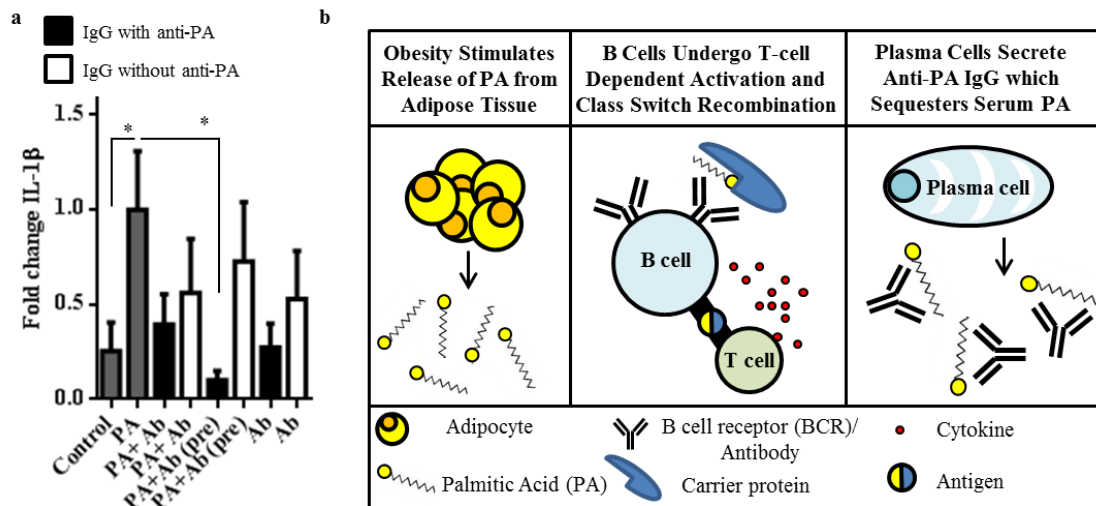 a
IgG with anti-PA
IgG without anti-PA
Fold change IL-1β
1.5
1.0
0.5
0.0
*
*
Control
PA
PA+ Ab
PA+ Ab
PA+Ab (pre)
PA+Ab (pre)
Ab
Ab
b
Obesity Stimulates
Release of PA from
Adipose Tissue
B Cells Undergo T-cell
Dependent Activation and
Class Switch Recombination
Plasma Cells Secrete
Anti-PA IgG which
Sequesters Serum PA
B cell
T cell
Plasma cell
Adipocyte
Palmitic Acid (PA)
B cell receptor (BCR)/
Antibody
Carrier protein
Cytokine
Antigen